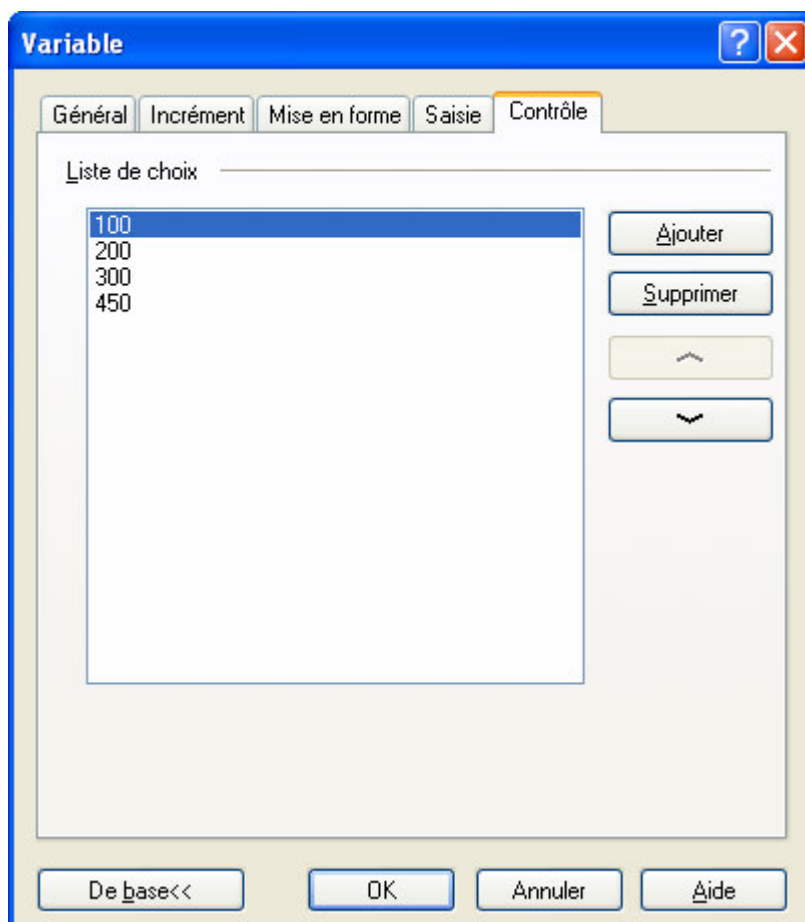 Variable
Général Incrément Mise en forme Saisie Contrôle
Liste de choix
100
200
300
450
Ajouter
Supprimer
De base<<
OK
Annuler
Aide